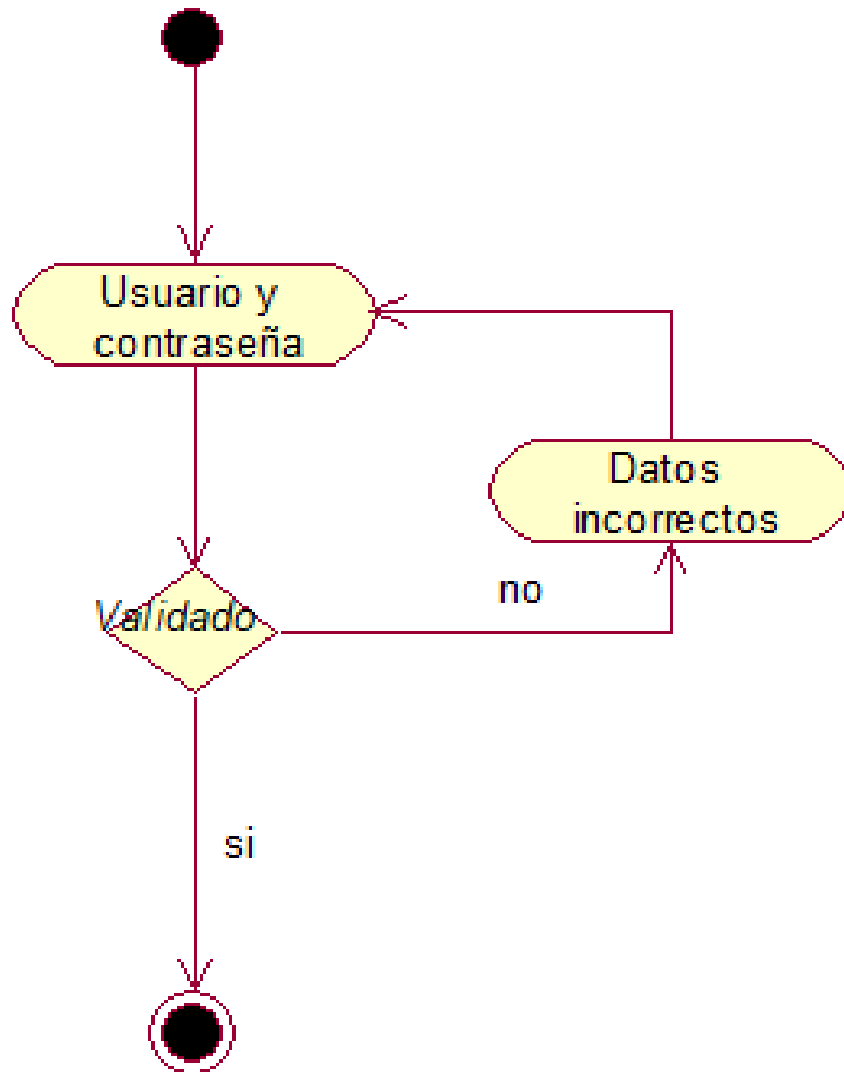 Usuario y
contraseña
Datos
incorrectos
no
Validado
si